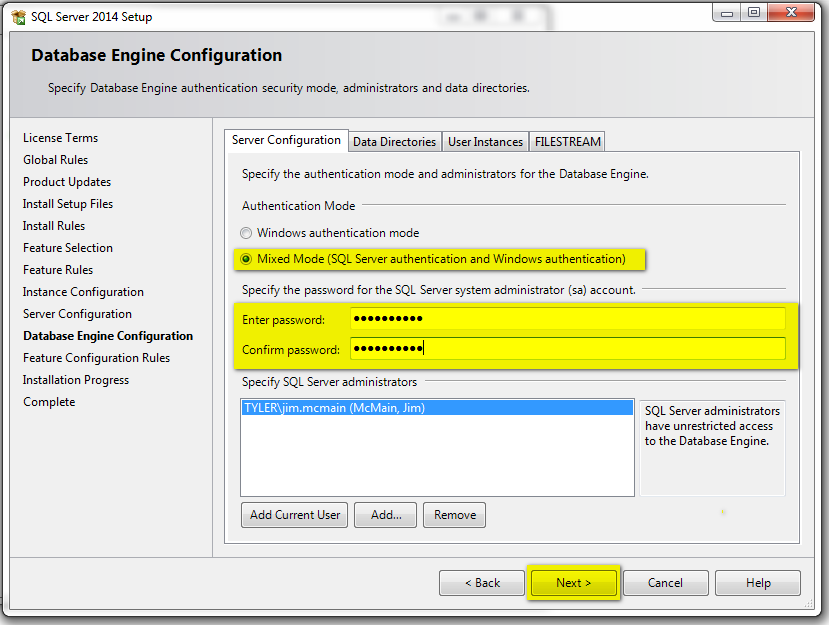 SQL Server 2014 Setup
Database Engine Configuration
Specify Database Engine authentication security mode, administrators and data directories.
License Terms
Global Rules
Product Updates
Install Setup Files
Install Rules
Feature Selection
Feature Rules
Instance Configuration
Server Configuration
Database Engine Configuration
Feature Configuration Rules
Installation Progress
Complete
Server Configuration Data Directories User Instances FILESTREAM
Specify the authentication mode and administrators for the Database Engine.
Authentication Mode
Windows authentication mode
Mixed Mode (SQL Server authentication and Windows authentication)
Specify the password for the SQL Server system administrator (sa) account.
Enter password: ●●●●●●●●●●
Confirm password: ●●●●●●●●●●
Specify SQL Server administrators
TYLER\jim.mcmain (McMain, Jim)
SQL Server administrators
have unrestricted access
to the Database Engine.
Add Current User Add... Remove
< Back Next > Cancel Help